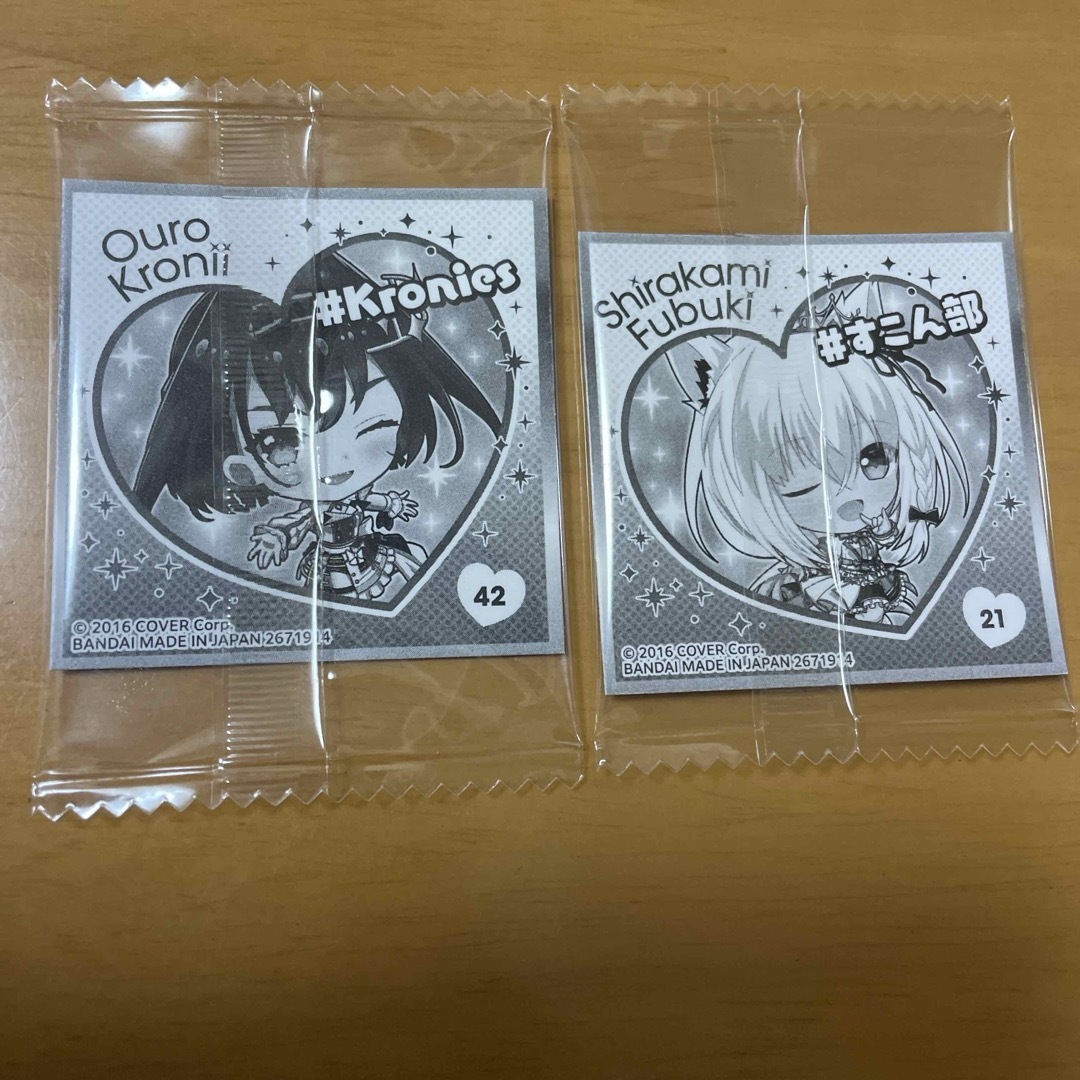 Ouro
Kronii
#Kronies
42
© 2016 COVER Corp.
BANDAI MADE IN JAPAN 2671914
Shirakami
Fubuki
#すこん部
21
© 2016 COVER Corp.
BANDAI MADE IN JAPAN 2671914